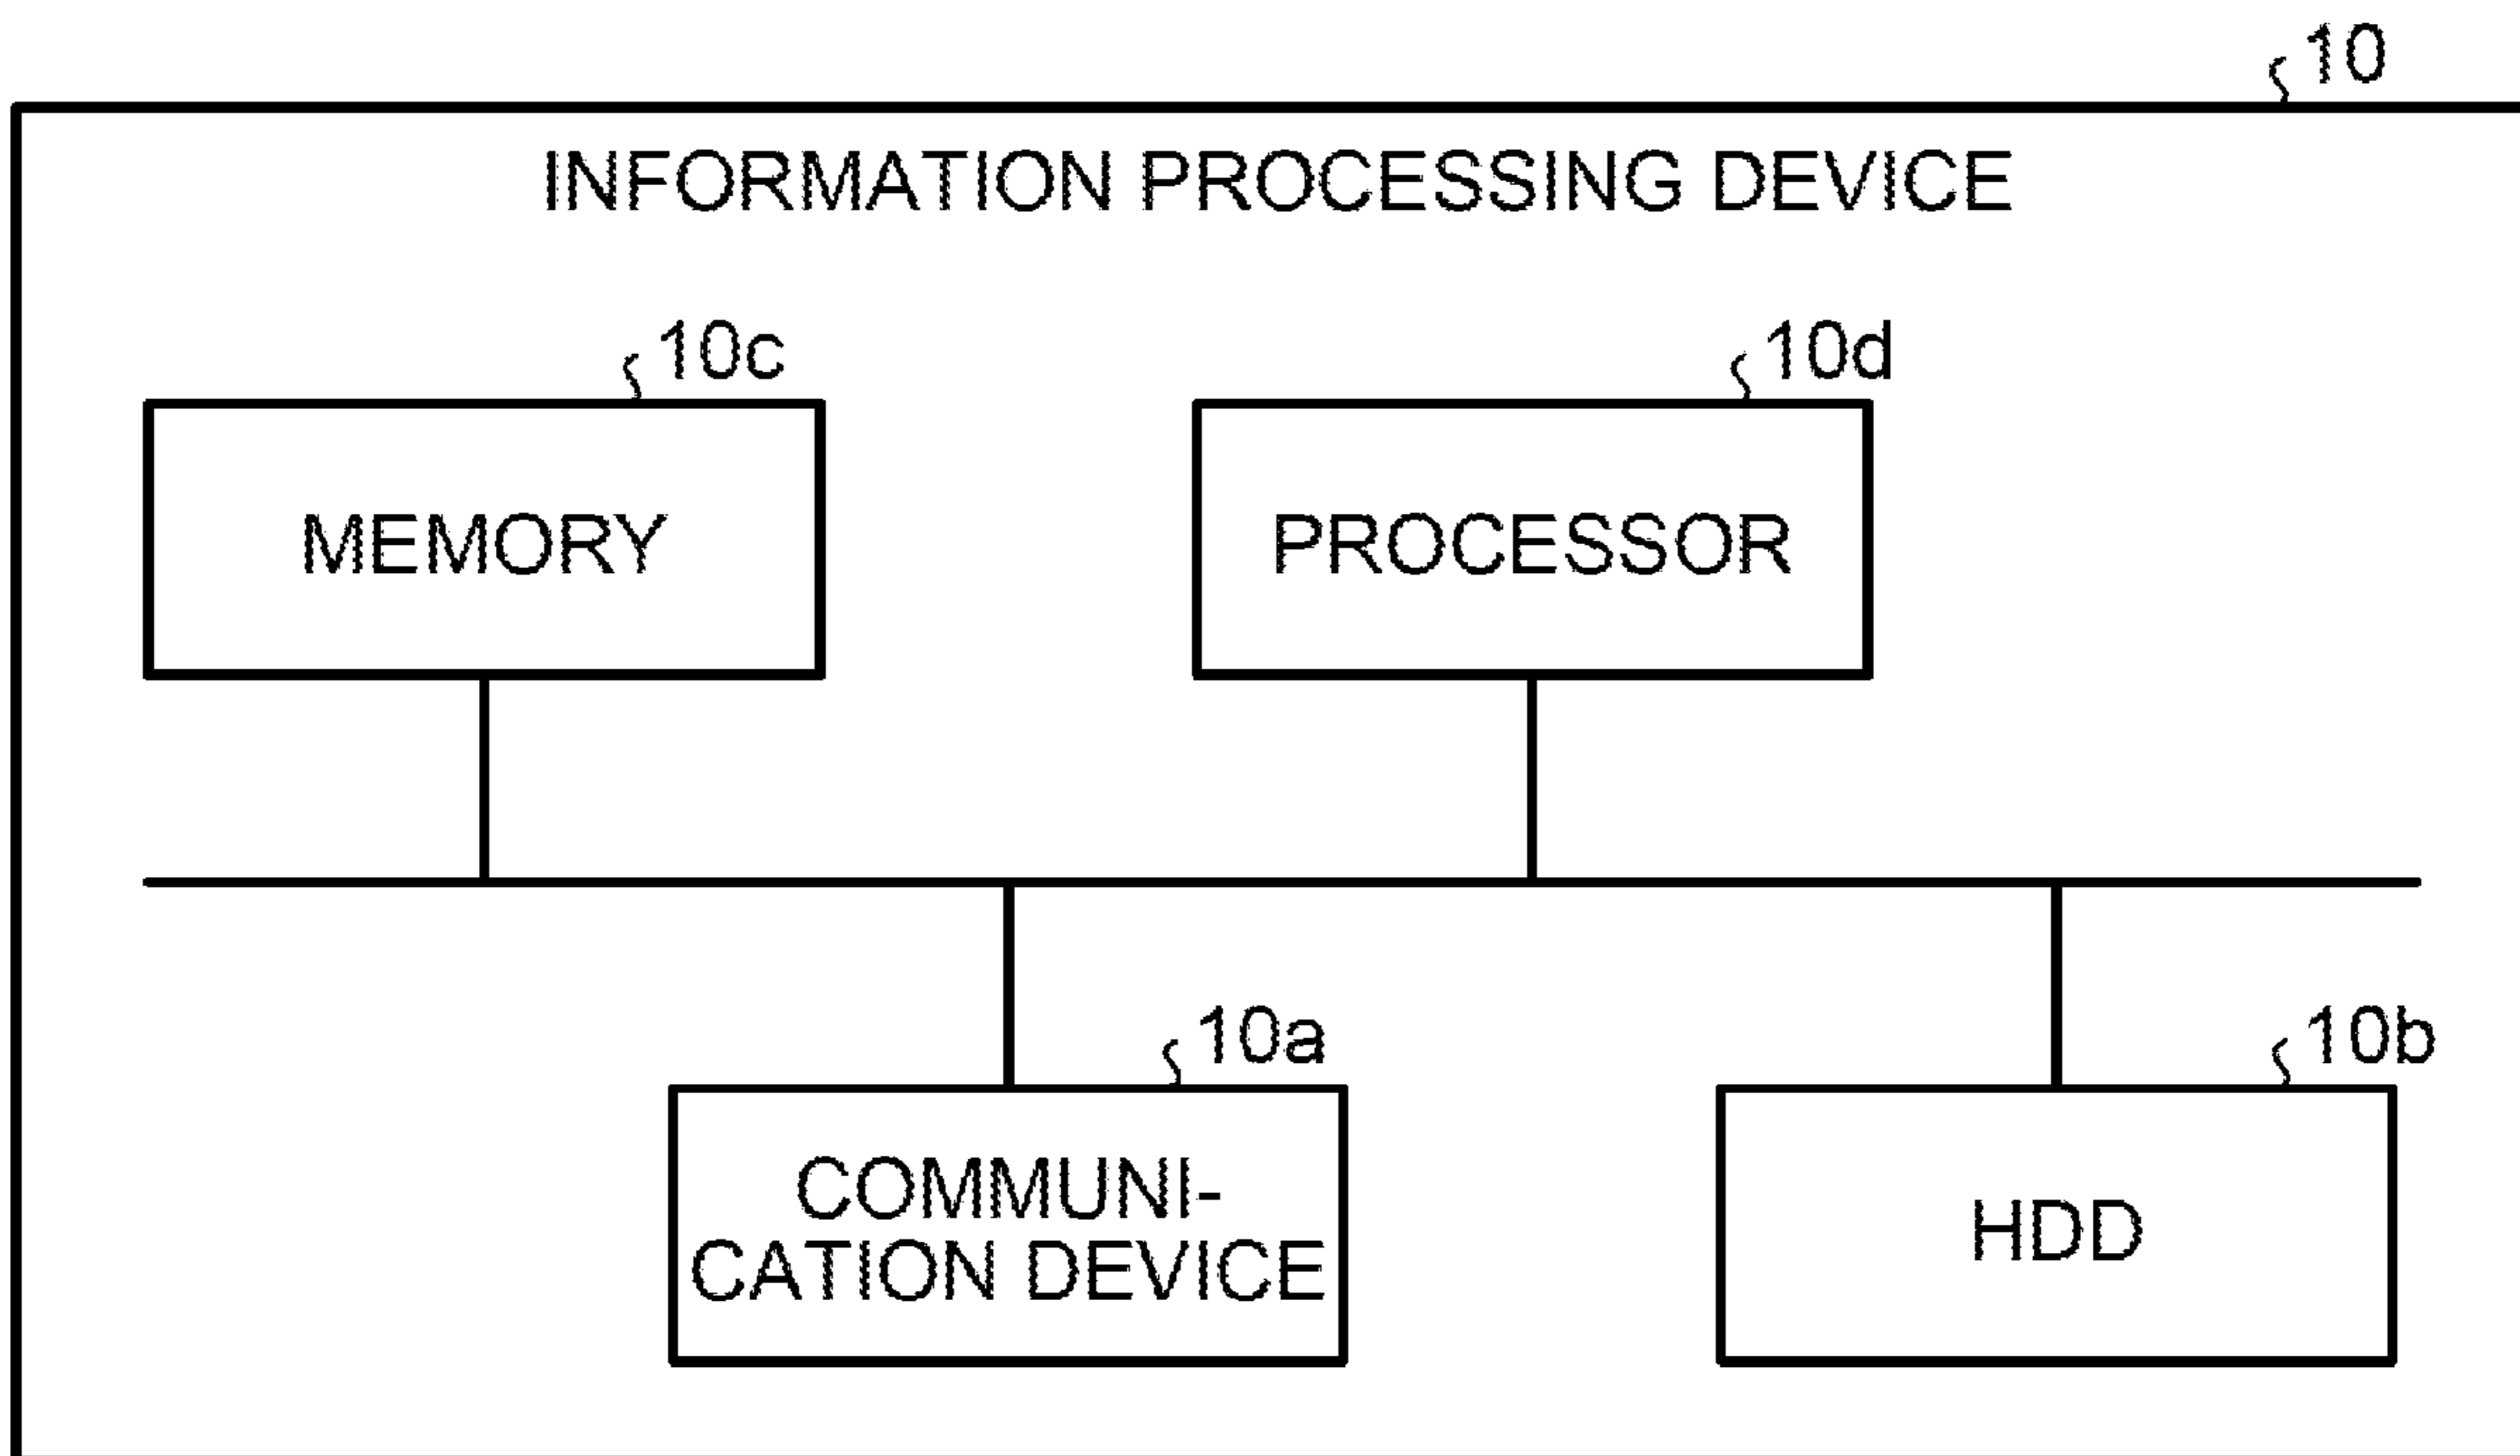 10
INFORMATION PROCESSING DEVICE
10c
10d
MEMORY
PROCESSOR
10a
10b
COMMUNI-
CATION DEVICE
HDD